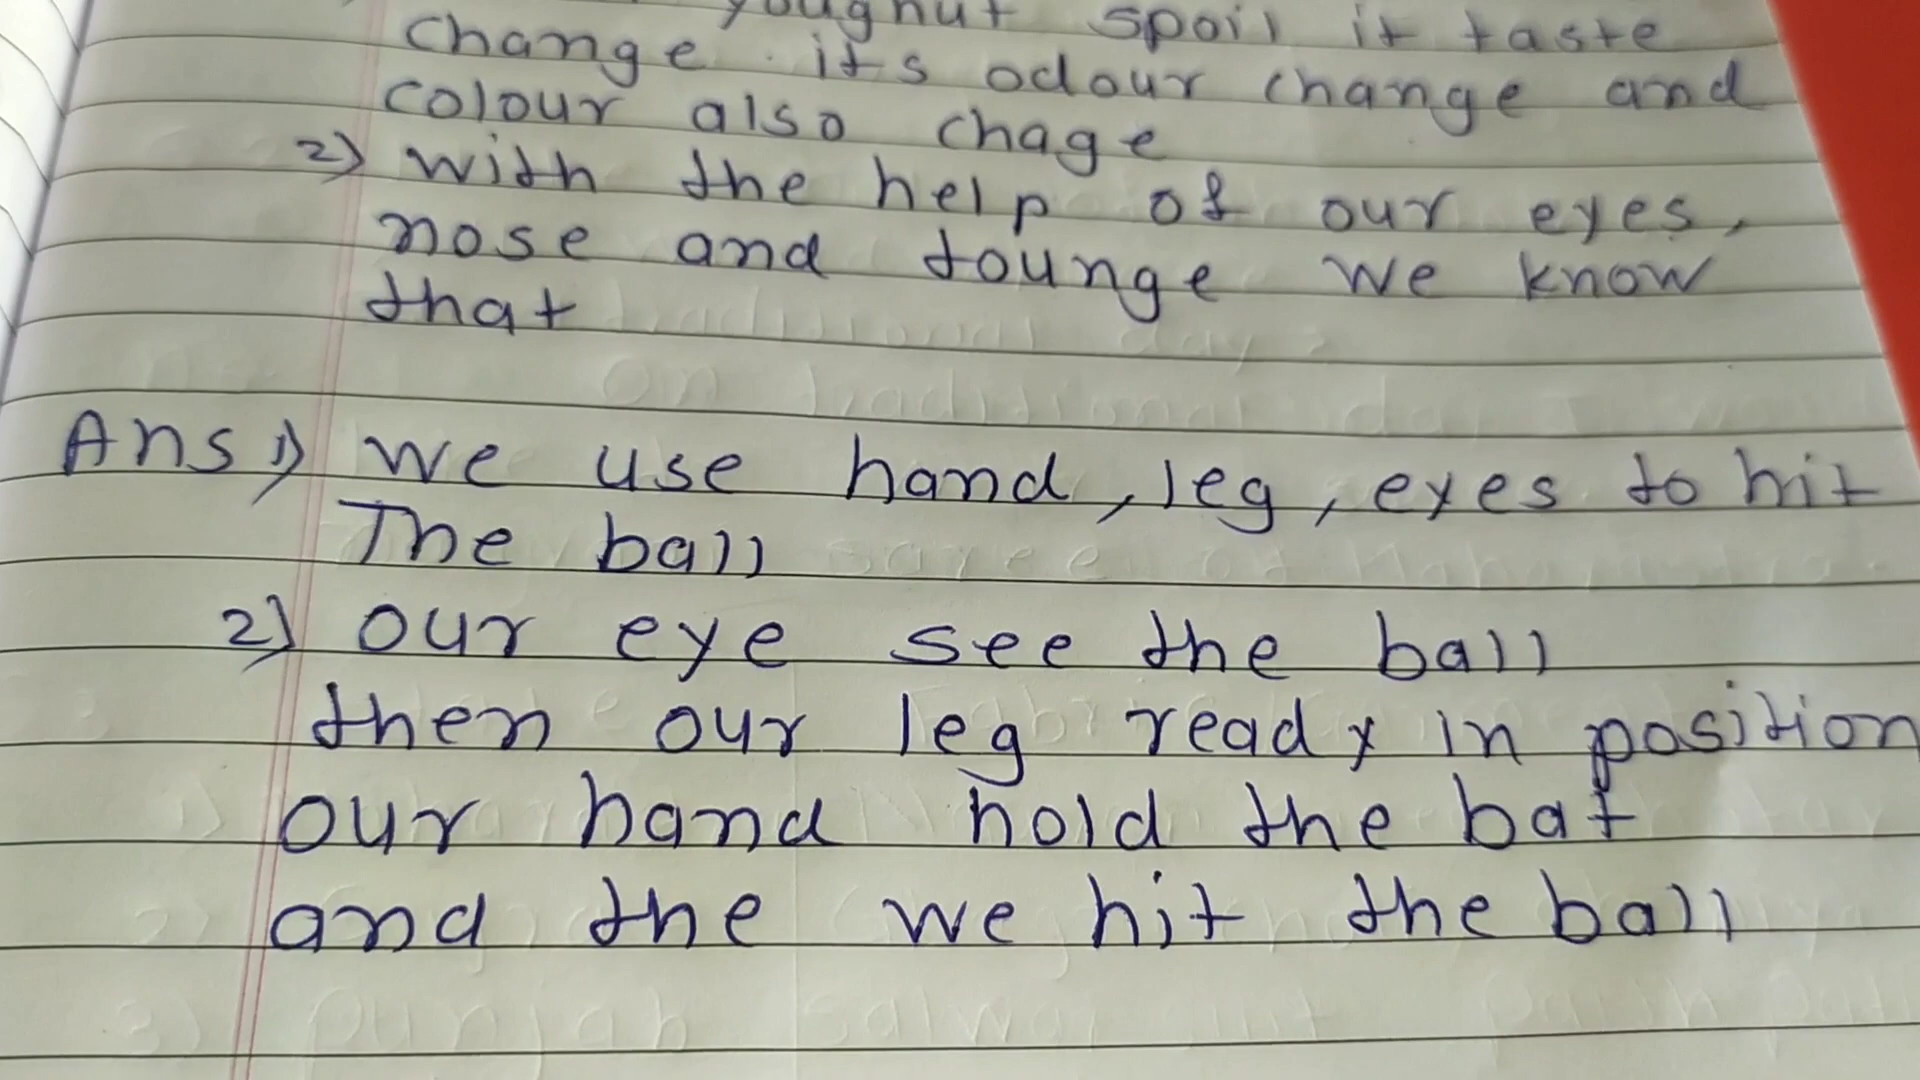 youghut spoil it taste
change. its odour change and
colour also chage
2) with the help of our eyes,
nose and tounge we know
that
Ans 1) we use hand, leg, eyes to hit
The ball
2) our eye see the ball
then our leg ready in position
our hand hold the bat
and the we hit the ball